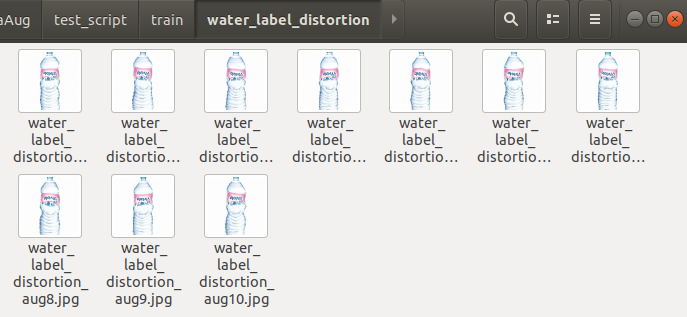 aAug test_script train water_label_distortion
water_ water_ water_ water_ water_ water_ water_
label_ label_ label_ label_ label_ label_ label_
distortio... distortio... distortio... distortio... distortio... distortio... distortio...
water_ water_ water_
label_ label_ label_
distortion_ distortion_ distortion_
aug8.jpg aug9.jpg aug10.jpg